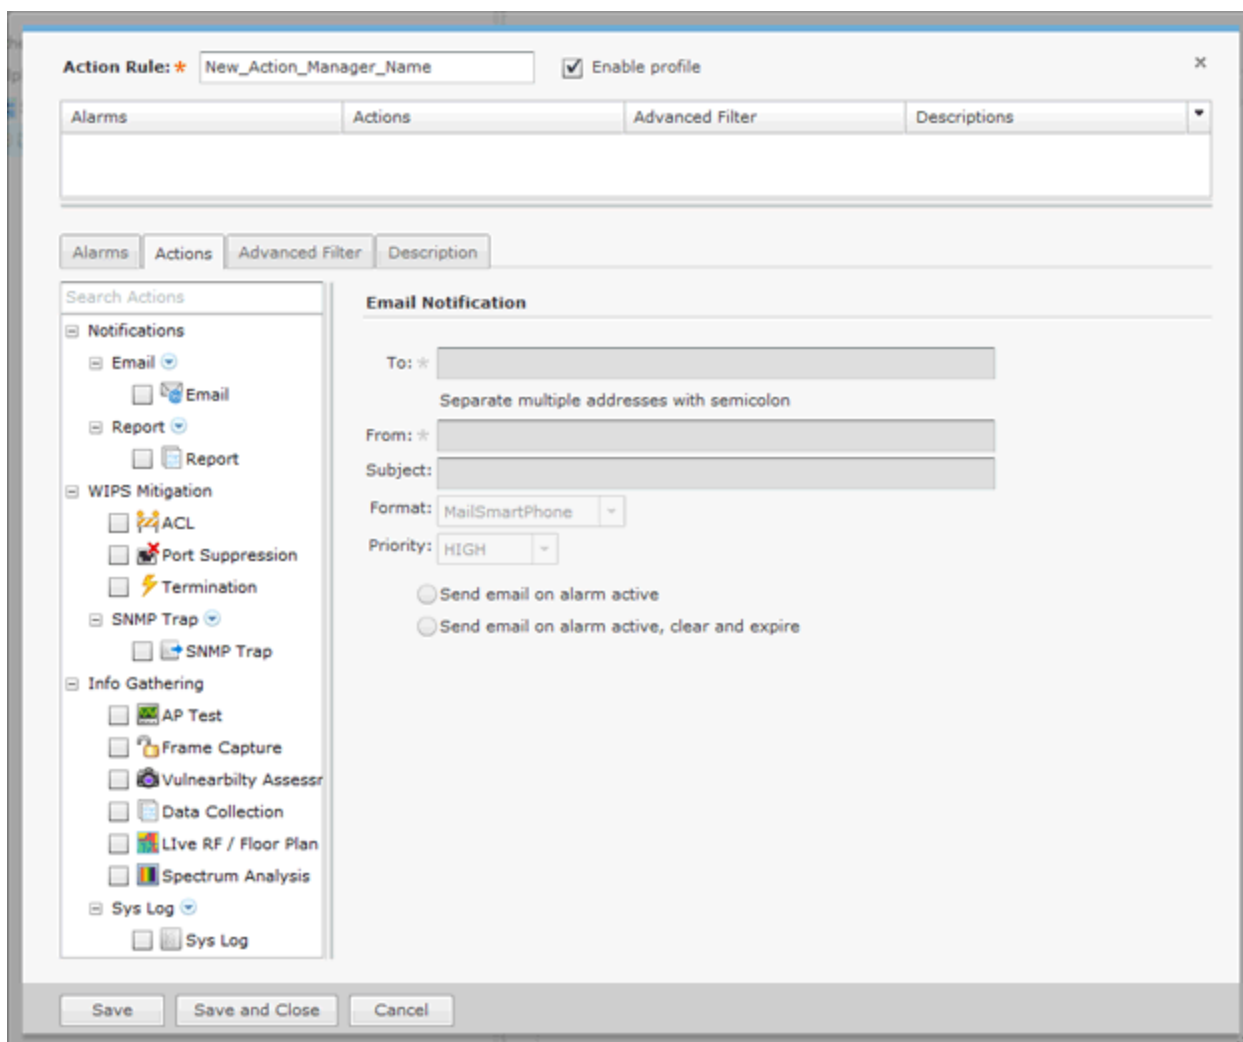 Action Rule: * New_Action_Manager_Name Enable profile
Alarms Actions Advanced Filter Descriptions
Alarms Actions Advanced Filter Description
Search Actions
Notifications
Email
Email
Report
Report
WIPS Mitigation
ACL
Port Suppression
Termination
SNMP Trap
SNMP Trap
Info Gathering
AP Test
Frame Capture
Vulnearbilty Assessr
Data Collection
LIve RF / Floor Plan
Spectrum Analysis
Sys Log
Sys Log
Email Notification
To: *
Separate multiple addresses with semicolon
From: *
Subject:
Format: MailSmartPhone
Priority: HIGH
Send email on alarm active
Send email on alarm active, clear and expire
Save Save and Close Cancel